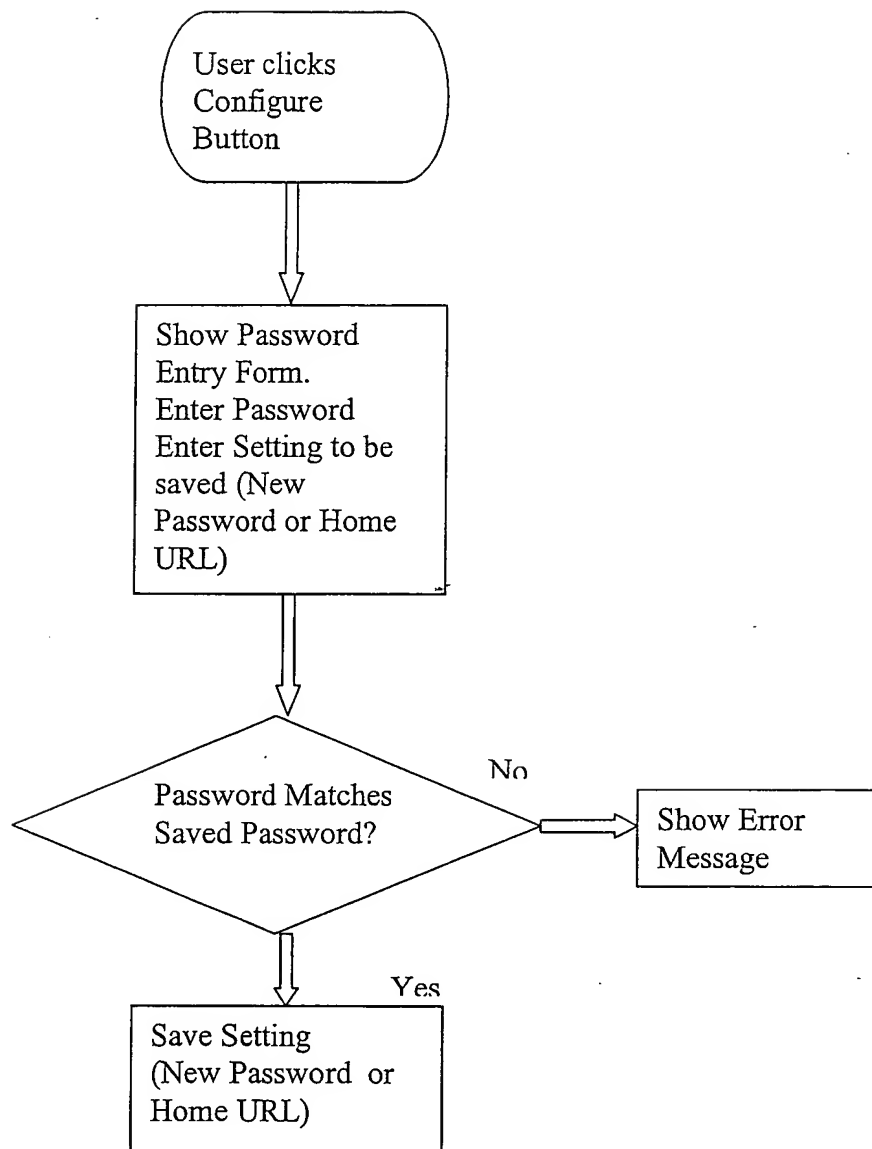 User clicks
Configure
Button
Show Password
Entry Form.
Enter Password
Enter Setting to be
saved (New
Password or Home
URL)
Password Matches
Saved Password?
No
Show Error
Message
Yes
Save Setting
(New Password or
Home URL)